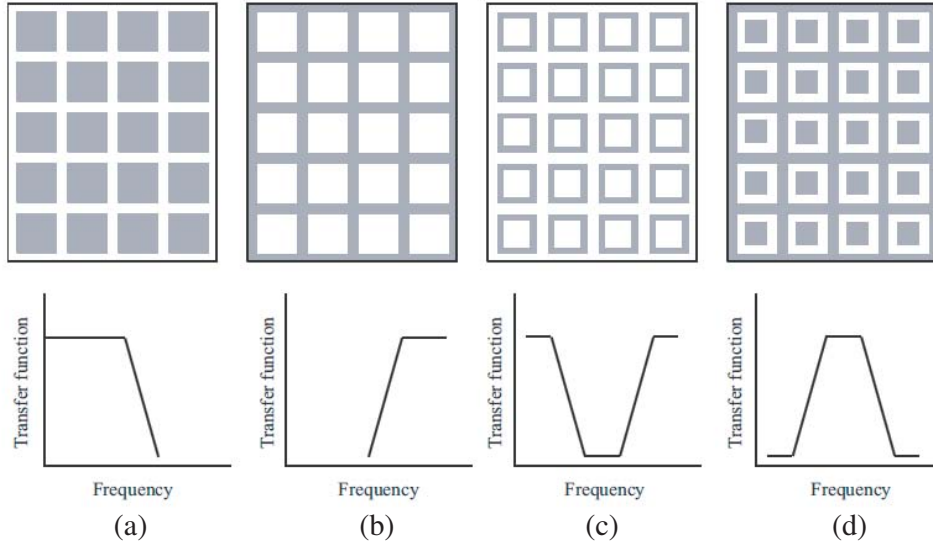 Transfer function
Transfer function
Transfer function
Transfer function
Frequency
Frequency
Frequency
Frequency
(a)
(b)
(c)
(d)